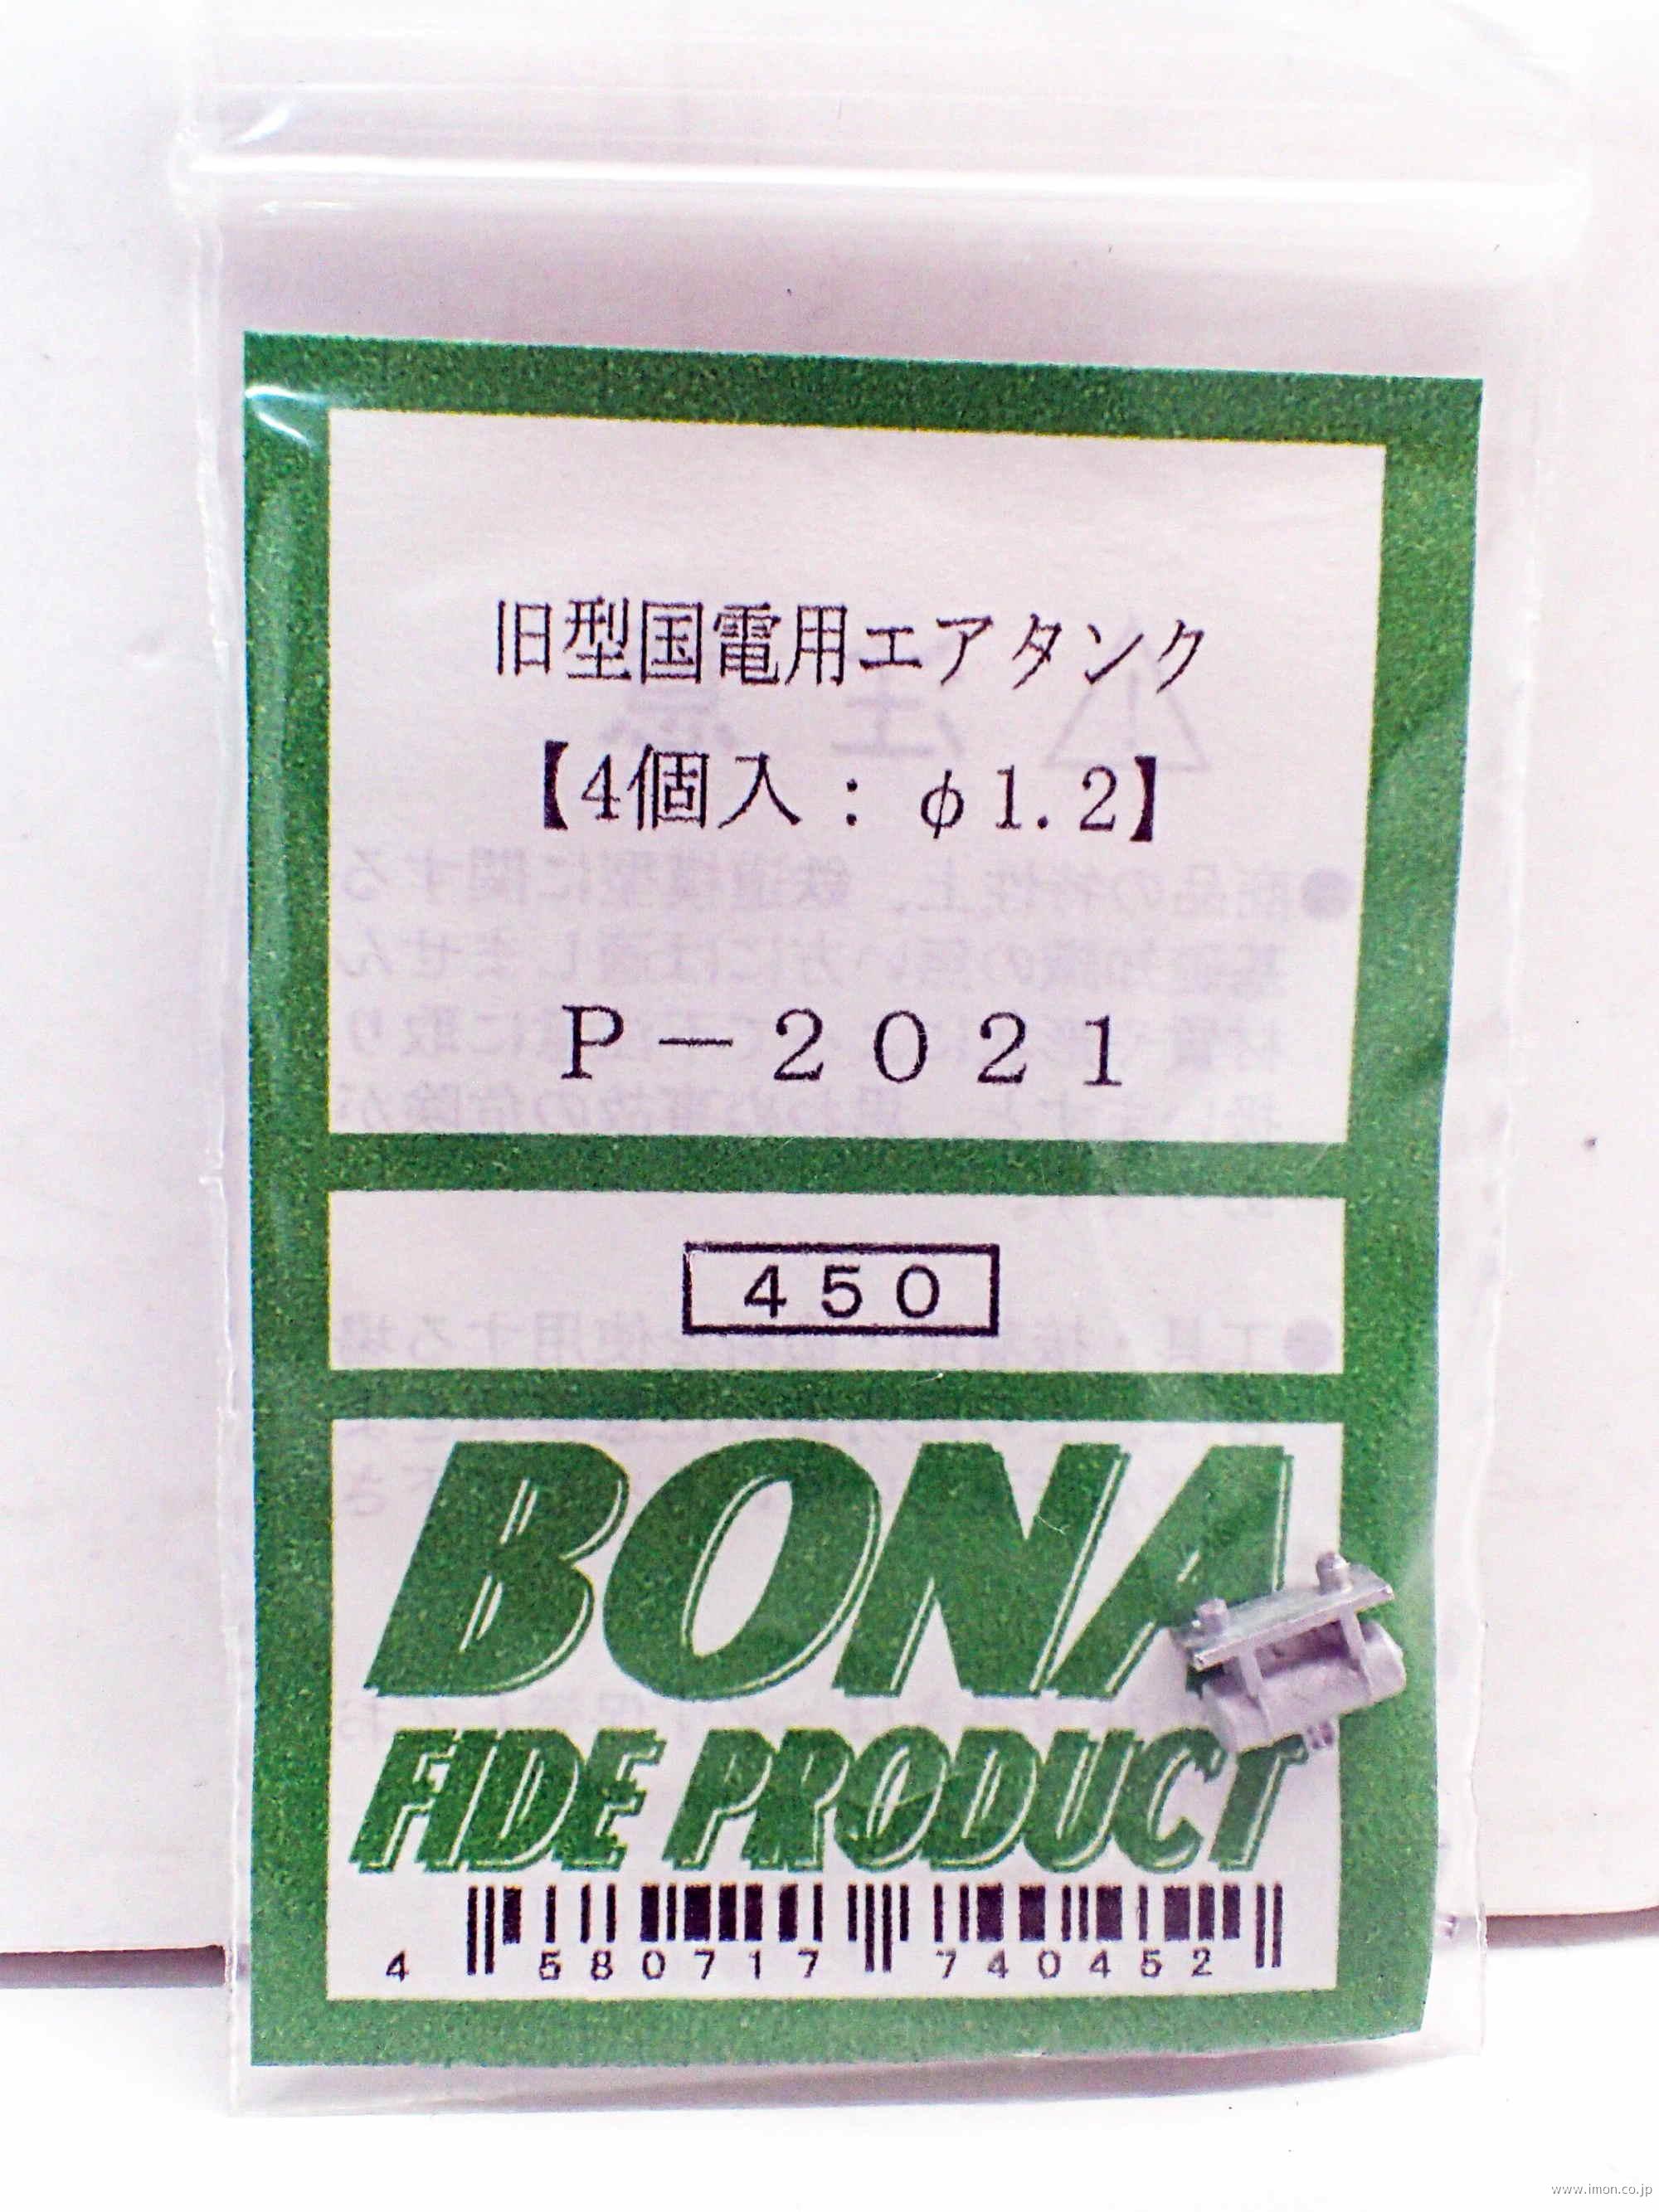 旧型国電用エアタンク
【4個入：φ1.2】
P－2021
450
BONA
FIDE PRODUCT
4 580717 740452
www.imon.co.jp